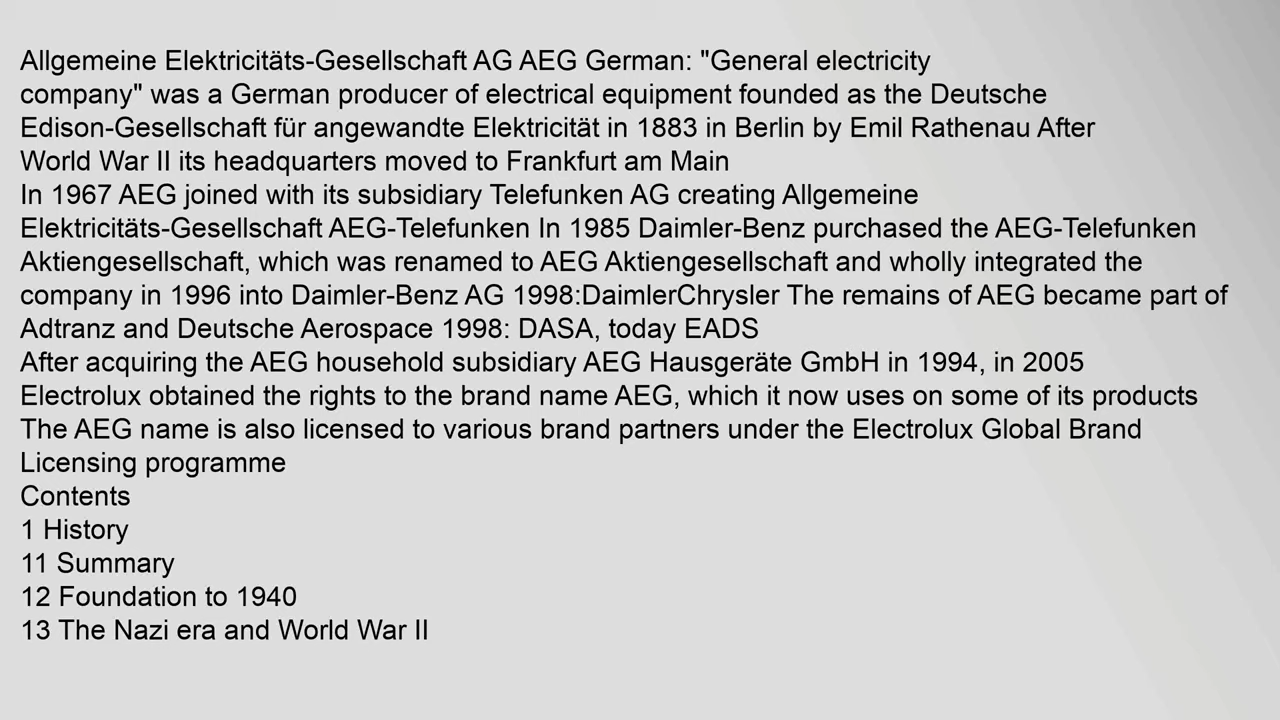 Allgemeine Elektricitäts-Gesellschaft AG AEG German: "General electricity
company" was a German producer of electrical equipment founded as the Deutsche
Edison-Gesellschaft für angewandte Elektricität in 1883 in Berlin by Emil Rathenau After
World War II its headquarters moved to Frankfurt am Main
In 1967 AEG joined with its subsidiary Telefunken AG creating Allgemeine
Elektricitäts-Gesellschaft AEG-Telefunken In 1985 Daimler-Benz purchased the AEG-Telefunken
Aktiengesellschaft, which was renamed to AEG Aktiengesellschaft and wholly integrated the
company in 1996 into Daimler-Benz AG 1998:DaimlerChrysler The remains of AEG became part of
Adtranz and Deutsche Aerospace 1998: DASA, today EADS
After acquiring the AEG household subsidiary AEG Hausgeräte GmbH in 1994, in 2005
Electrolux obtained the rights to the brand name AEG, which it now uses on some of its products
The AEG name is also licensed to various brand partners under the Electrolux Global Brand
Licensing programme
Contents
1 History
11 Summary
12 Foundation to 1940
13 The Nazi era and World War II